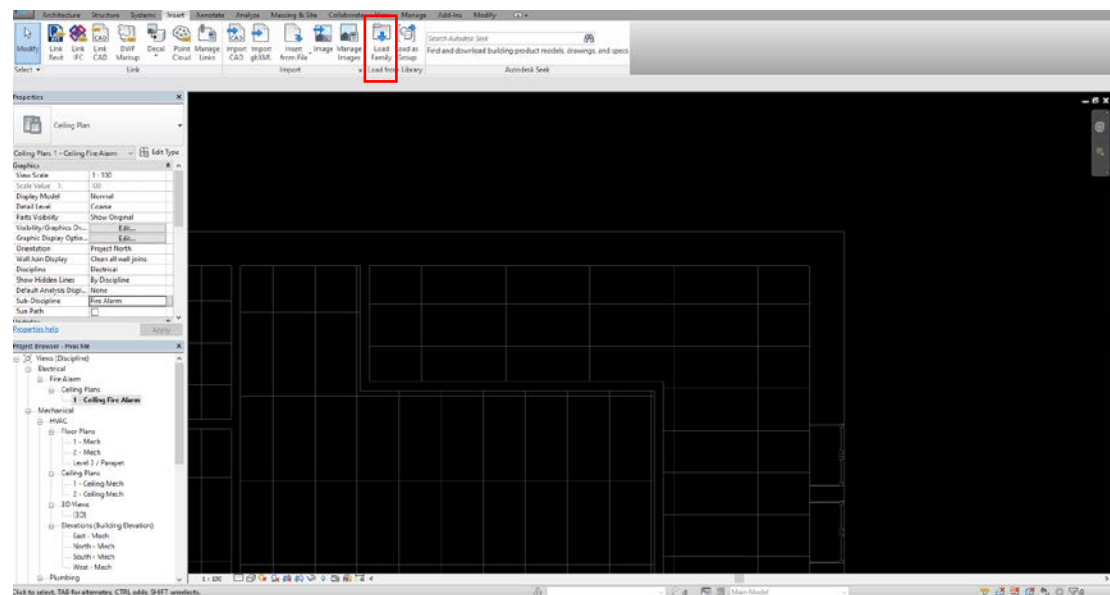 Architecture Structure Systems Insert Annotate Analyze Massing & Site Collaborate View Manage Add-Ins Modify
Modify
Link Revit
Link IFC
Link CAD
DWF Markup
Decal
Point Cloud
Manage Links
Import CAD
Import gbXML
Insert from File
Image
Manage Images
Load Family
Load as Group
Search Autodesk Seek
Find and download building product models, drawings, and specs
Select
Link
Import
Load from Library
Autodesk Seek
Properties
Ceiling Plan
Ceiling Plan: 1 - Ceiling Fire Alarm
Edit Type
Graphics
View Scale 1 : 100
Scale Value 1: 100
Display Model Normal
Detail Level Coarse
Parts Visibility Show Original
Visibility/Graphics Ov... Edit...
Graphic Display Optio... Edit...
Orientation Project North
Wall Join Display Clean all wall joins
Discipline Electrical
Show Hidden Lines By Discipline
Default Analysis Displ... None
Sub-Discipline Fire Alarm
Sun Path
Properties help
Apply
Project Browser - Hvac Me
Views (Discipline)
Electrical
Fire Alarm
Ceiling Plans
1 - Ceiling Fire Alarm
Mechanical
HVAC
Floor Plans
1 - Mech
2 - Mech
Level 3 / Parapet
Ceiling Plans
1 - Ceiling Mech
2 - Ceiling Mech
3D Views
{3D}
Elevations (Building Elevation)
East - Mech
North - Mech
South - Mech
West - Mech
Plumbing
1 : 100
Click to select, TAB for alternates, CTRL adds, SHIFT unselects.
:0
Main Model
:0